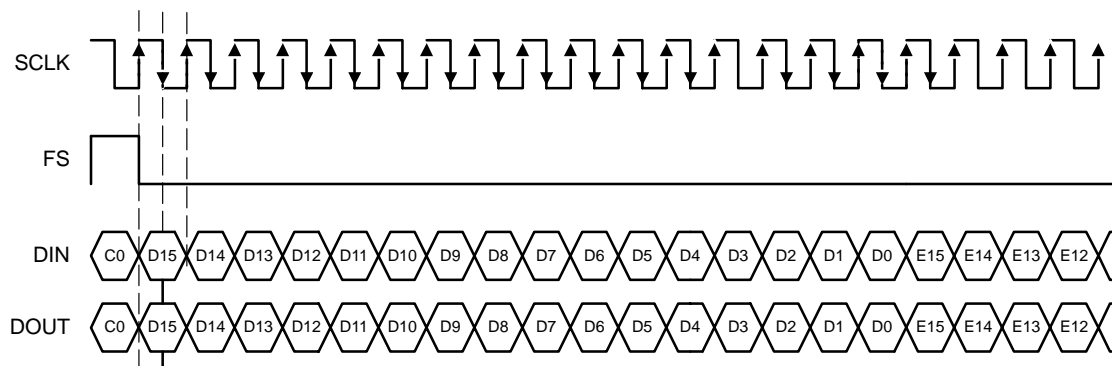 SCLK
FS
DIN C0 D15 D14 D13 D12 D11 D10 D9 D8 D7 D6 D5 D4 D3 D2 D1 D0 E15 E14 E13 E12
DOUT C0 D15 D14 D13 D12 D11 D10 D9 D8 D7 D6 D5 D4 D3 D2 D1 D0 E15 E14 E13 E12